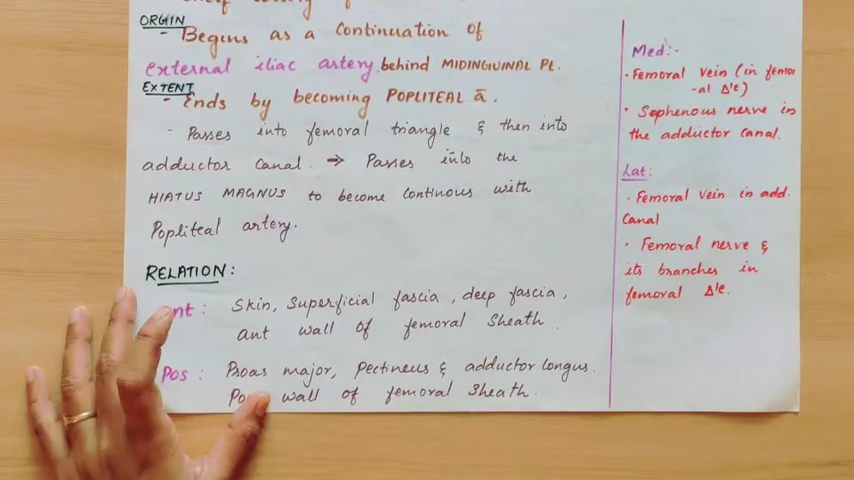 ORGIN
- Begins as a Continuation of
external iliac artery behind MIDINGIUINAL Pt.
EXTENT
- Ends by becoming POPLITEAL ā.
- Passes into femoral triangle & then into
adductor canal. → Passes into the
HIATUS MAGNUS to become continous with
Popliteal artery.
RELATION:
nt: Skin, Superficial fascia, deep fascia,
ant wall of femoral Sheath.
Pos: Psoas major, Pectineus & adductor longus.
wall of femoral Sheath.
Med:-
• Femoral vein (in femor
-al Δle)
• Saphenous nerve in
the adductor canal.
Lat:
• Femoral vein in add.
Canal
• Femoral nerve &
its branches in
femoral Δle.